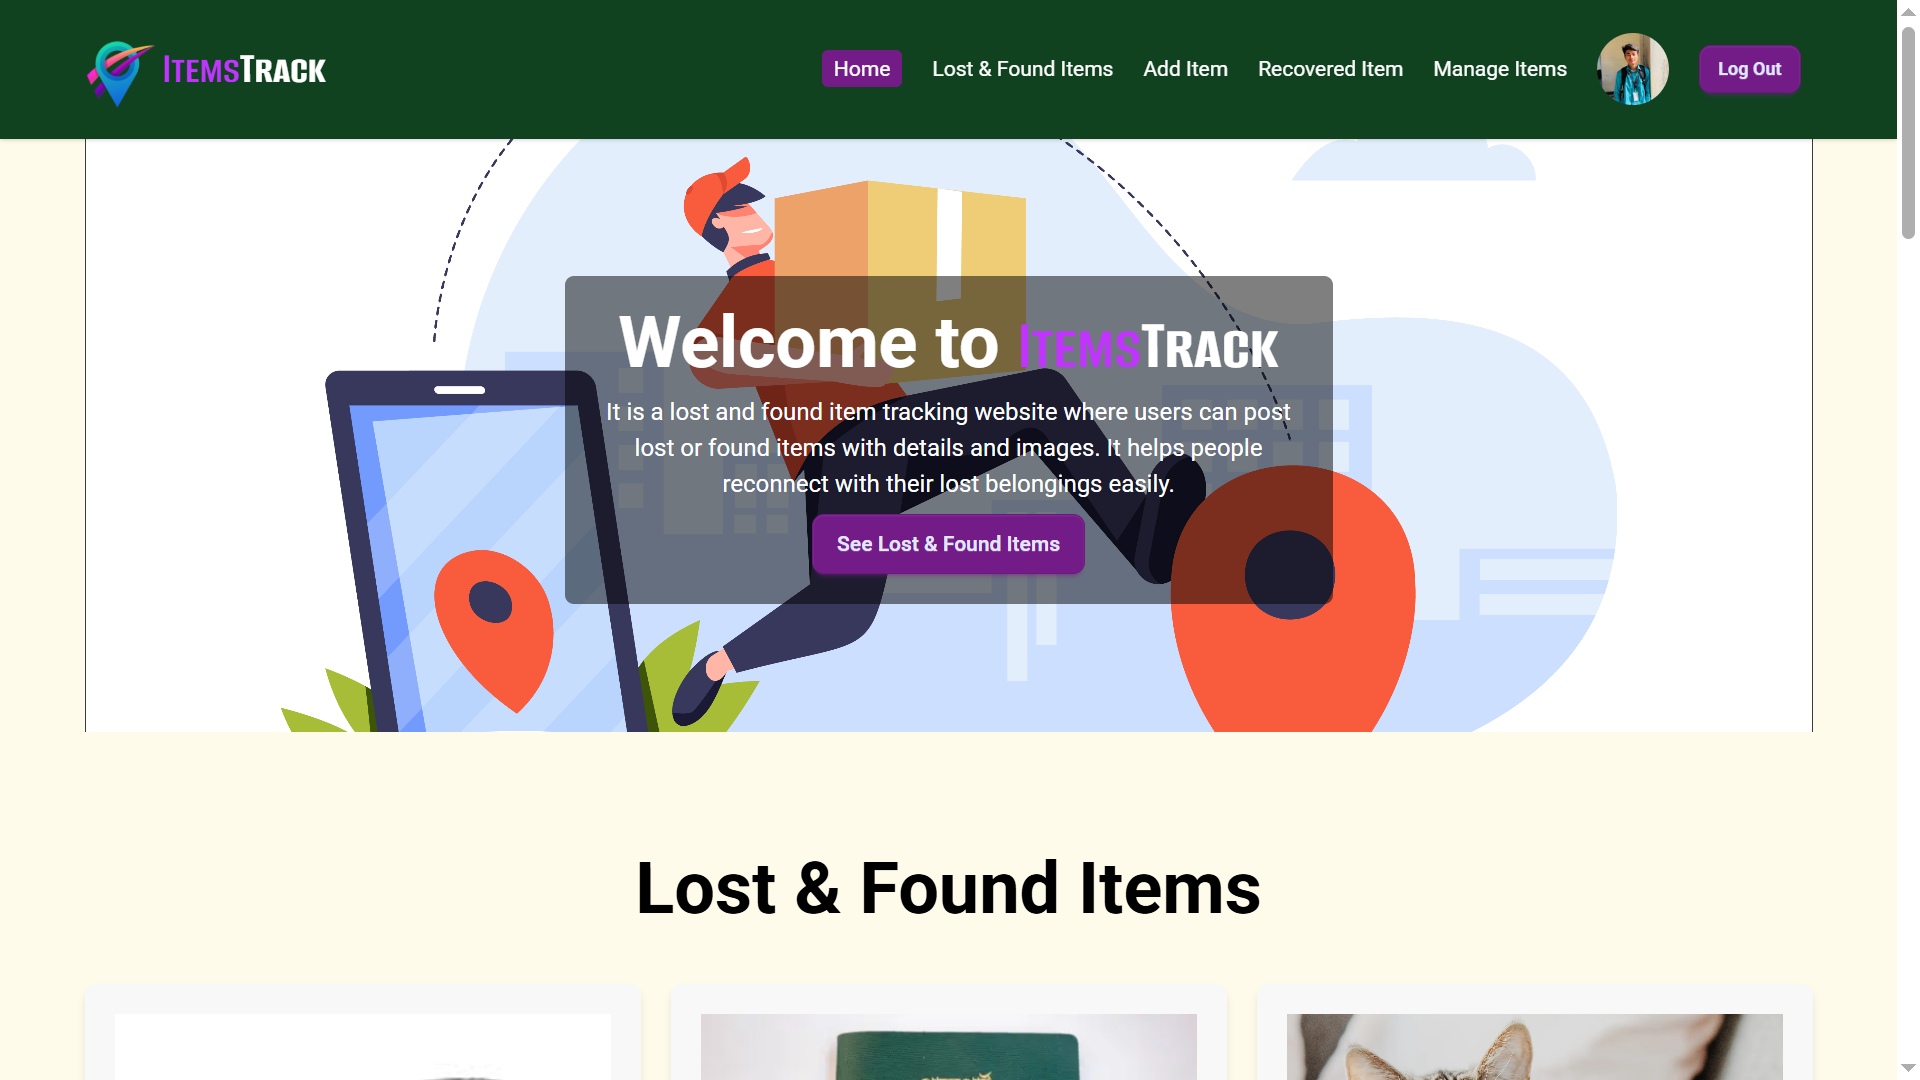 ItemsTrack
Home
Lost & Found Items
Add Item
Recovered Item
Manage Items
Log Out
Welcome to ItemsTrack
It is a lost and found item tracking website where users can post
lost or found items with details and images. It helps people
reconnect with their lost belongings easily.
See Lost & Found Items
Lost & Found Items